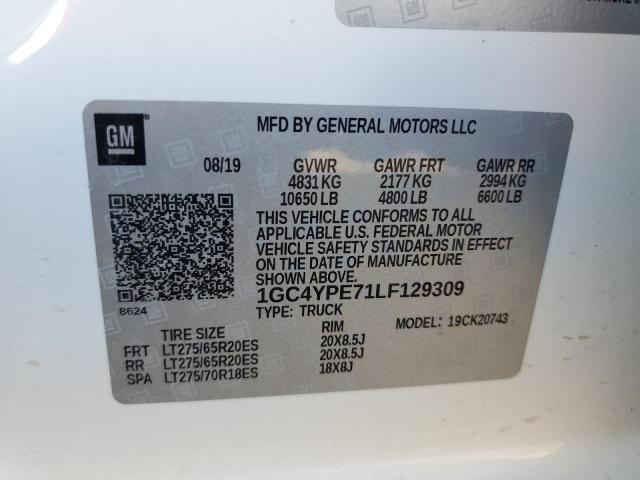 GM
MFD BY GENERAL MOTORS LLC
08/19 GVWR GAWR FRT GAWR RR
4831 KG 2177 KG 2994 KG
10650 LB 4800 LB 6600 LB
THIS VEHICLE CONFORMS TO ALL
APPLICABLE U.S. FEDERAL MOTOR
VEHICLE SAFETY STANDARDS IN EFFECT
ON THE DATE OF MANUFACTURE
SHOWN ABOVE.
8624
1GC4YPE71LF129309
TYPE: TRUCK MODEL: 19CK20743
TIRE SIZE RIM
FRT LT275/65R20ES 20X8.5J
RR LT275/65R20ES 20X8.5J
SPA LT275/70R18ES 18X8J